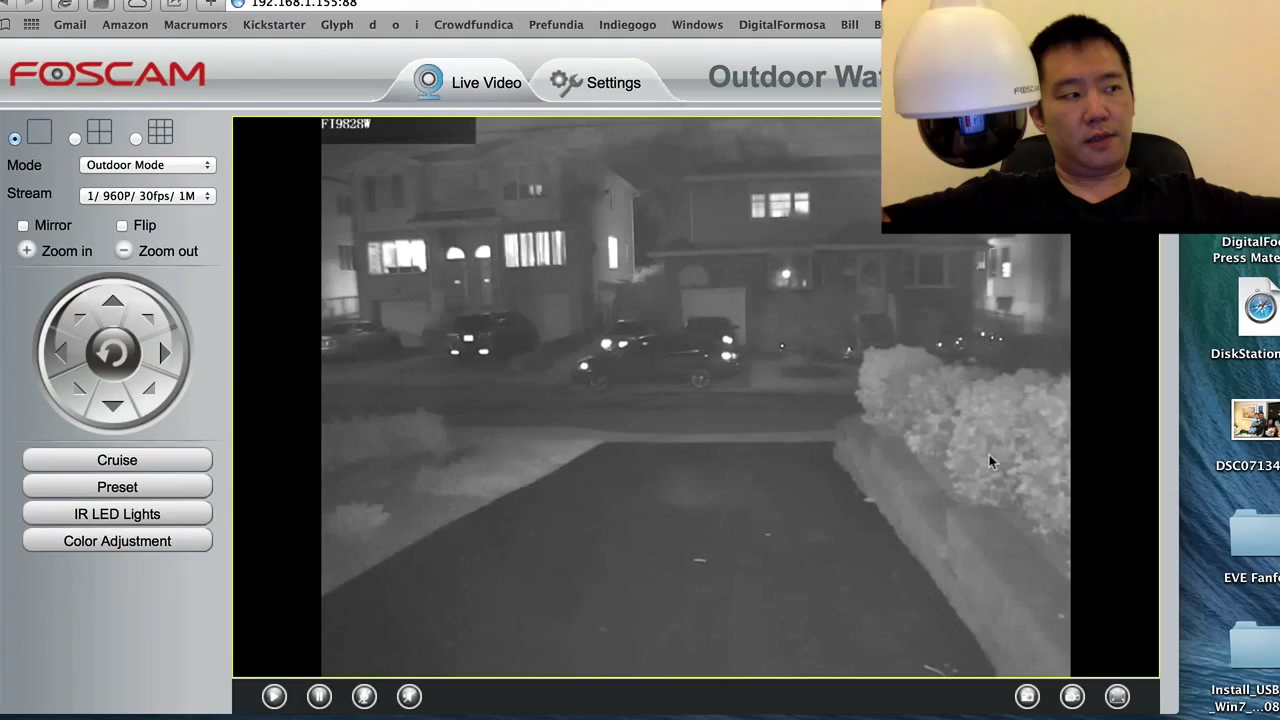 192.168.1.155:88
Gmail Amazon Macrumors Kickstarter Glyph d o i Crowdfundica Prefundia Indiegogo Windows DigitalFormosa Bill
FOSCAM
Live Video
Settings
Outdoor Wa
FOSCAM
FI9828W
Mode
Outdoor Mode
Stream
1/ 960P/ 30fps/ 1M
Mirror
Flip
Zoom in
Zoom out
Cruise
Preset
IR LED Lights
Color Adjustment
DigitalFo
Press Mate
DiskStation
DSC07134
EVE Fanfe
Install_USB
_Win7_...08